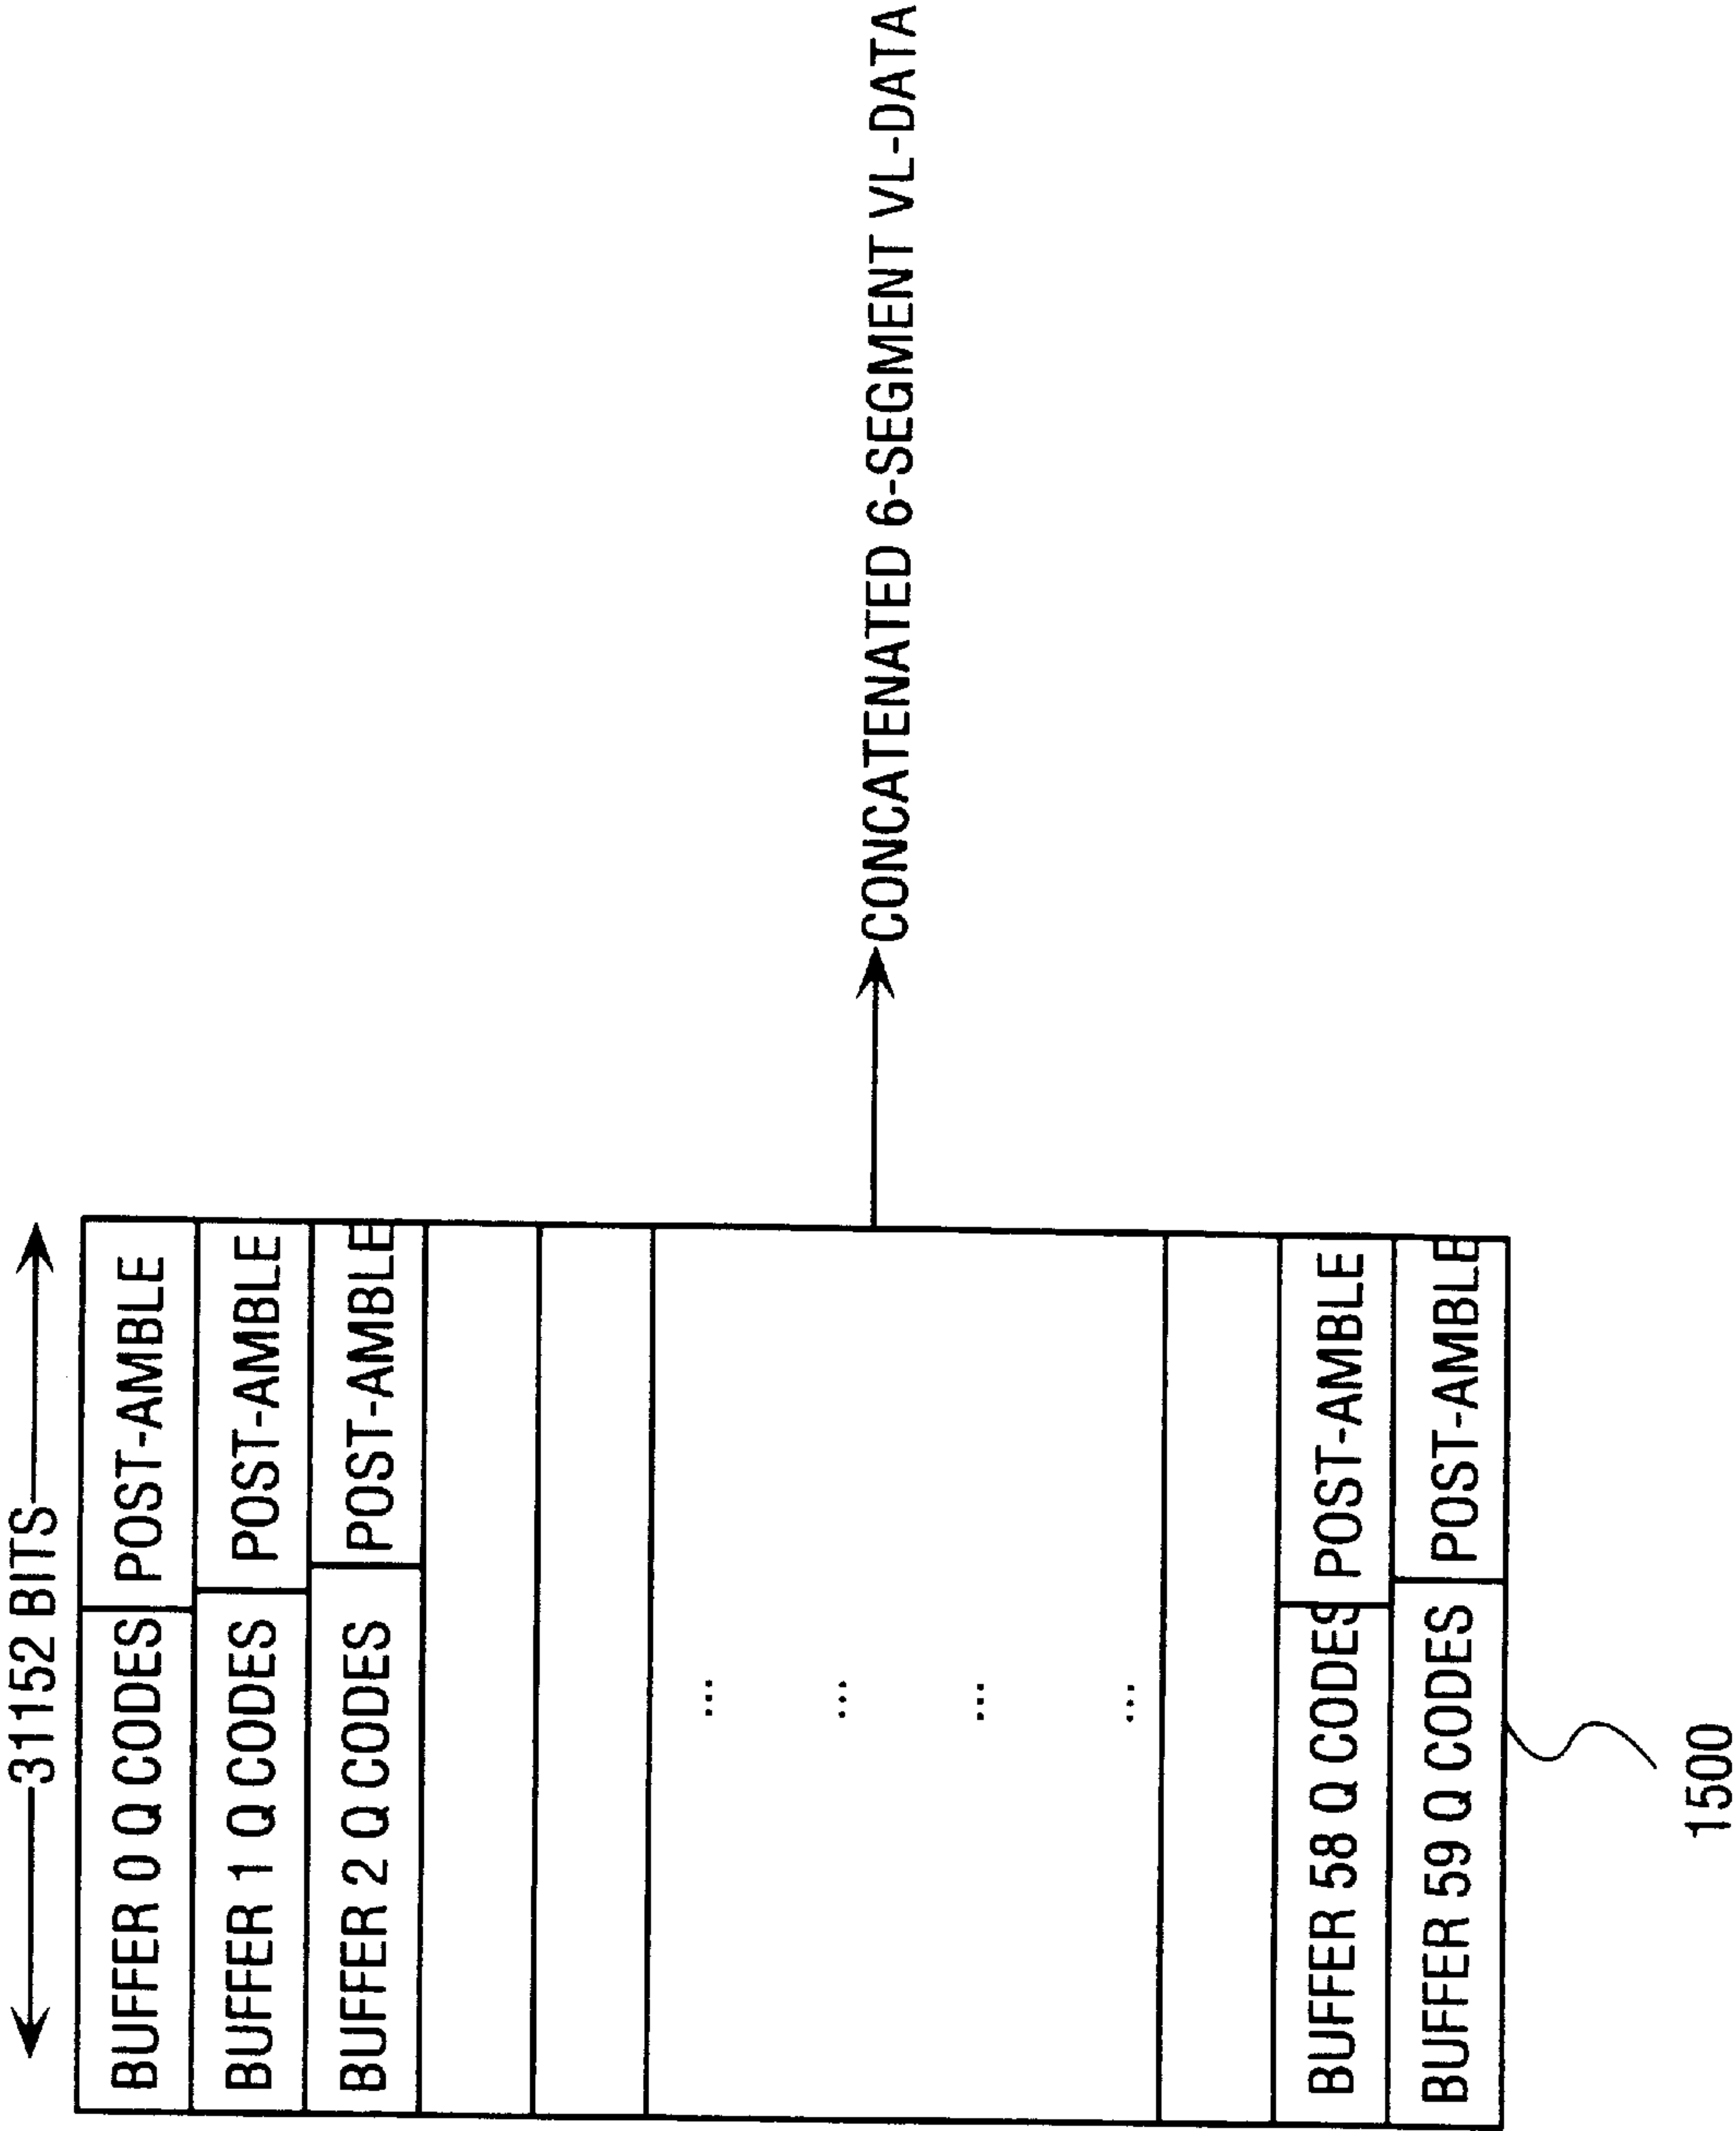 31152 BITS
BUFFER 0 Q CODES POST-AMBLE
BUFFER 1 Q CODES POST-AMBLE
BUFFER 2 Q CODES POST-AMBLE
...
...
...
...
BUFFER 58 Q CODES POST-AMBLE
BUFFER 59 Q CODES POST-AMBLE
CONCATENATED 6-SEGMENT VL-DATA
1500